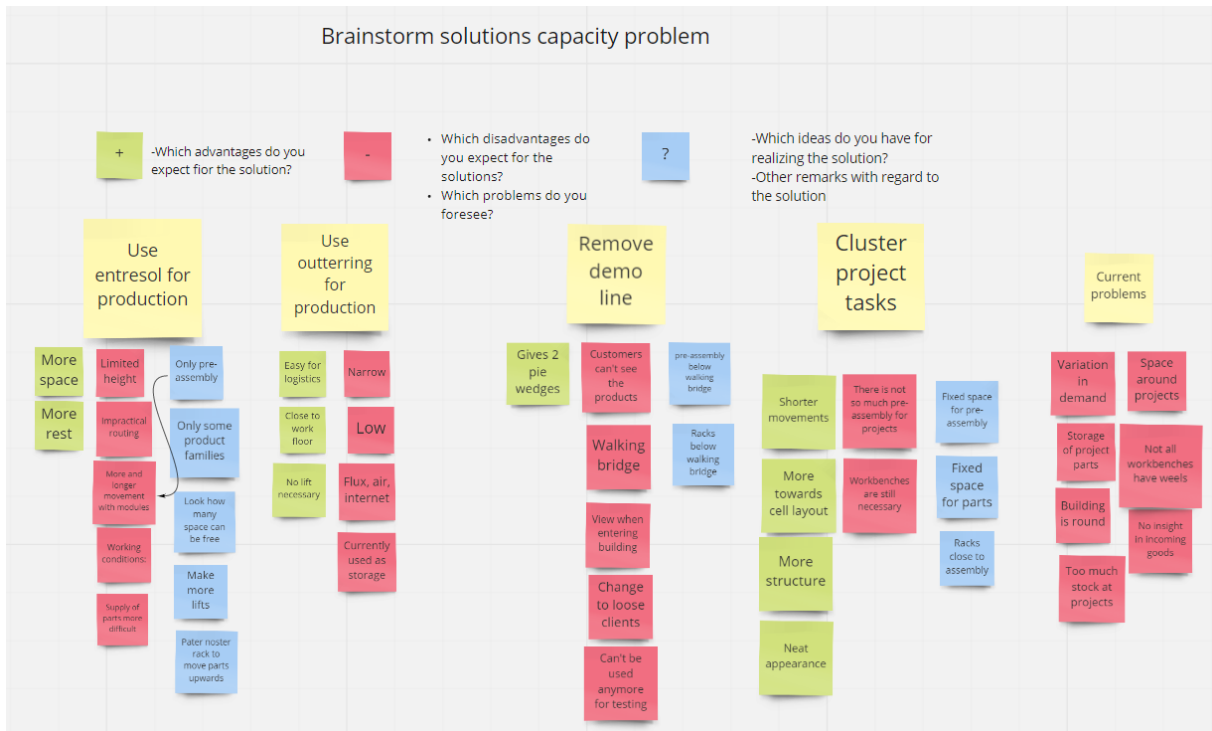 Brainstorm solutions capacity problem
+
-Which advantages do you
expect fior the solution?
-
• Which disadvantages do
you expect for the
solutions?
• Which problems do you
foresee?
?
-Which ideas do you have for
realizing the solution?
-Other remarks with regard to
the solution
Use
entresol for
production
More
space
More
rest
Limited
height
Impractical
routing
More and
longer
movement
with modules
Working
conditions:
Supply of
parts more
difficult
Only pre-
assembly
Only some
product
families
Look how
many
space can
be free
Make
more
lifts
Pater noster
rack to
move parts
upwards
Use
outterring
for
production
Easy for
logistics
Close to
work
floor
No lift
necessary
Narrow
Low
Flux, air,
internet
Currently
used as
storage
Remove
demo
line
Gives 2
pie
wedges
Customers
can't see
the
products
Walking
bridge
View when
entering
building
Change
to loose
clients
Can't be
used
anymore
for testing
pre-assembly
below
walking
bridge
Racks
below
walking
bridge
Cluster
project
tasks
Shorter
movements
More
towards
cell layout
More
structure
Neat
appearance
There is not
so much pre-
assembly for
projects
Workbenches
are still
necessary
Fixed space
for pre-
assembly
Fixed
space
for parts
Racks
close to
assembly
Current
problems
Variation
in
demand
Storage
of project
parts
Building
is round
Too much
stock at
projects
Space
around
projects
Not all
workbenches
have weels
No insight
in incoming
goods